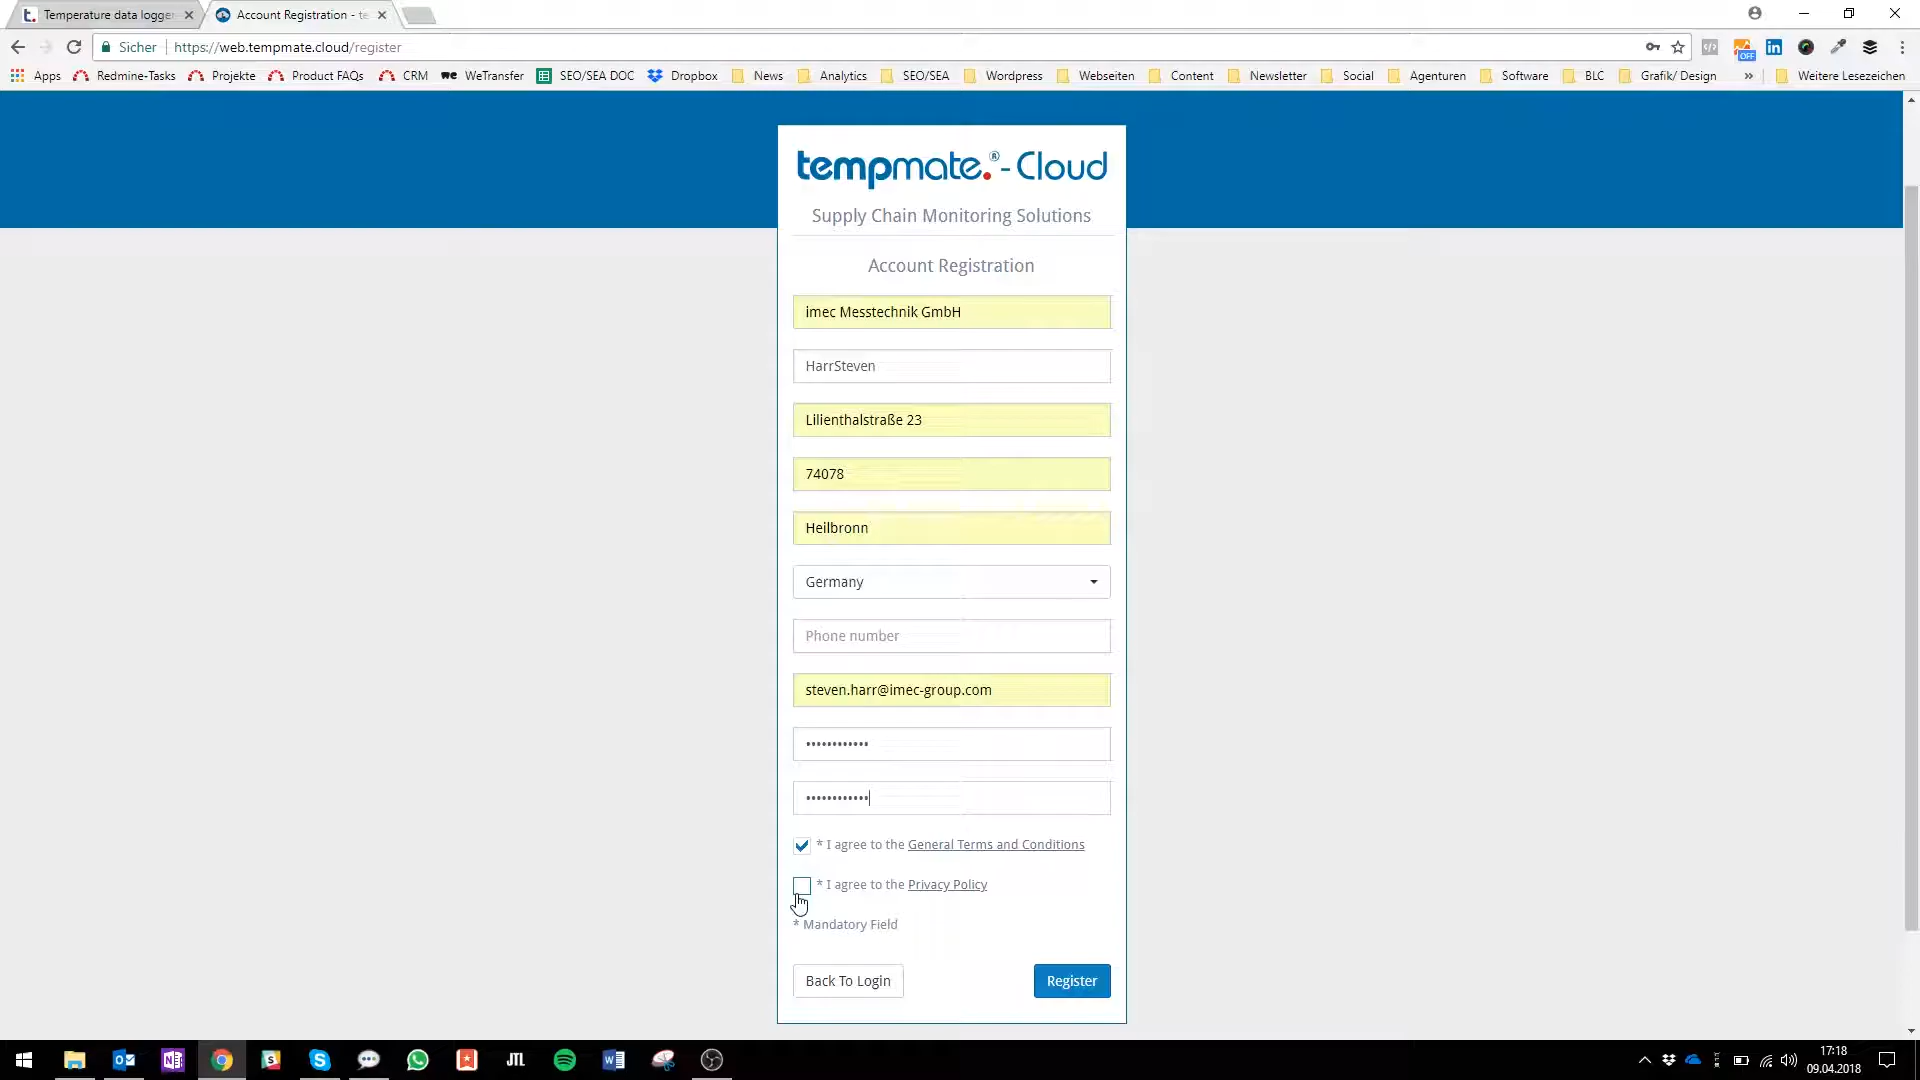 Temperature data logge
Account Registration - te
Sicher
https://web.tempmate.cloud/register
OFF
Apps
Redmine-Tasks
Projekte
Product FAQs
CRM
we
WeTransfer
SEO/SEA DOC
Dropbox
News
Analytics
SEO/SEA
Wordpress
Webseiten
Content
Newsletter
Social
Agenturen
Software
BLC
Grafik/ Design
»
Weitere Lesezeichen
tempmate.®- Cloud
Supply Chain Monitoring Solutions
Account Registration
imec Messtechnik GmbH
HarrSteven
Lilienthalstraße 23
74078
Heilbronn
Germany
Phone number
steven.harr@imec-group.com
••••••••••••
••••••••••••
* I agree to the General Terms and Conditions
* I agree to the Privacy Policy
* Mandatory Field
Back To Login
Register
JTL
17:18
09.04.2018